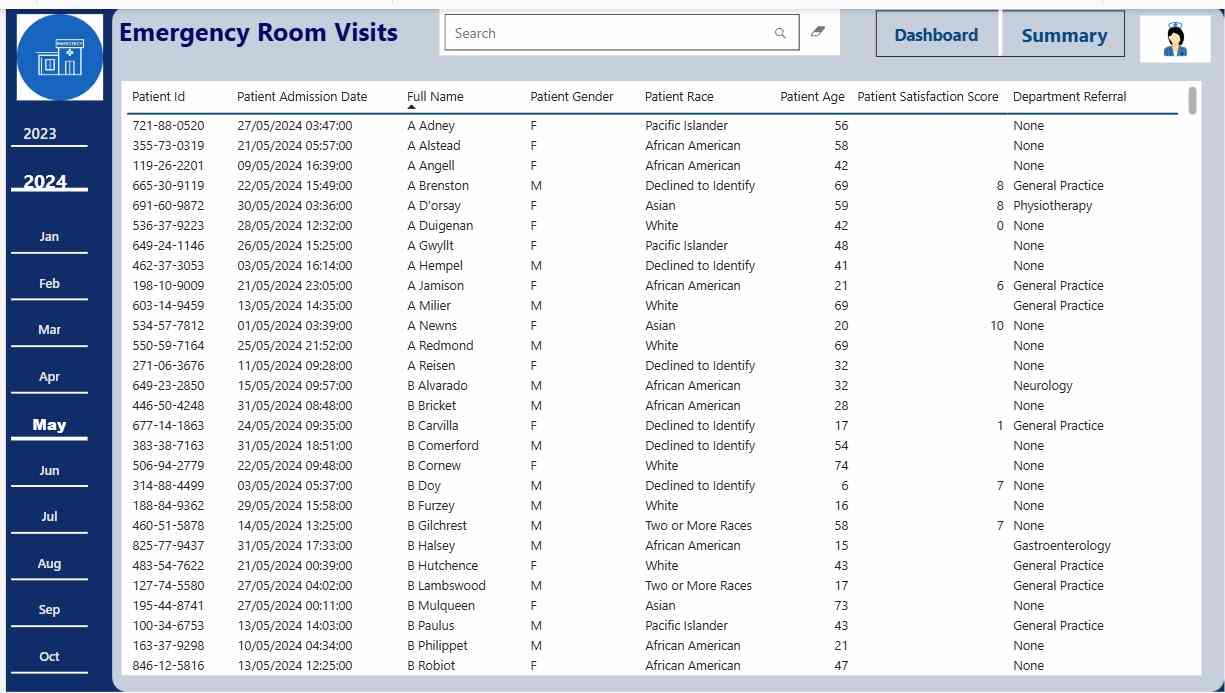 Emergency Room Visits
Search
Dashboard
Summary
2023
2024
Jan
Feb
Mar
Apr
May
Jun
Jul
Aug
Sep
Oct
Patient Id Patient Admission Date Full Name Patient Gender Patient Race Patient Age Patient Satisfaction Score Department Referral
721-88-0520 27/05/2024 03:47:00 A Adney F Pacific Islander 56 None
355-73-0319 21/05/2024 05:57:00 A Alstead F African American 58 None
119-26-2201 09/05/2024 16:39:00 A Angell F African American 42 None
665-30-9119 22/05/2024 15:49:00 A Brenston M Declined to Identify 69 8 General Practice
691-60-9872 30/05/2024 03:36:00 A D'orsay F Asian 59 8 Physiotherapy
536-37-9223 28/05/2024 12:32:00 A Duigenan F White 42 0 None
649-24-1146 26/05/2024 15:25:00 A Gwyllt F Pacific Islander 48 None
462-37-3053 03/05/2024 16:14:00 A Hempel M Declined to Identify 41 None
198-10-9009 21/05/2024 23:05:00 A Jamison F African American 21 6 General Practice
603-14-9459 13/05/2024 14:35:00 A Milier M White 69 General Practice
534-57-7812 01/05/2024 03:39:00 A Newns F Asian 20 10 None
550-59-7164 25/05/2024 21:52:00 A Redmond M White 69 None
271-06-3676 11/05/2024 09:28:00 A Reisen F Declined to Identify 32 None
649-23-2850 15/05/2024 09:57:00 B Alvarado M African American 32 Neurology
446-50-4248 31/05/2024 08:48:00 B Bricket M African American 28 None
677-14-1863 24/05/2024 09:35:00 B Carvilla F Declined to Identify 17 1 General Practice
383-38-7163 31/05/2024 18:51:00 B Comerford M Declined to Identify 54 None
506-94-2779 22/05/2024 09:48:00 B Cornew F White 74 None
314-88-4499 03/05/2024 05:37:00 B Doy M Declined to Identify 6 7 None
188-84-9362 29/05/2024 15:58:00 B Furzey M White 16 None
460-51-5878 14/05/2024 13:25:00 B Gilchrest M Two or More Races 58 7 None
825-77-9437 31/05/2024 17:33:00 B Halsey M African American 15 Gastroenterology
483-54-7622 21/05/2024 00:39:00 B Hutchence F White 43 General Practice
127-74-5580 27/05/2024 04:02:00 B Lambswood M Two or More Races 17 General Practice
195-44-8741 27/05/2024 00:11:00 B Mulqueen F Asian 73 None
100-34-6753 13/05/2024 14:03:00 B Paulus M Pacific Islander 43 General Practice
163-37-9298 10/05/2024 04:34:00 B Philippet M African American 21 None
846-12-5816 13/05/2024 12:25:00 B Robiot F African American 47 None